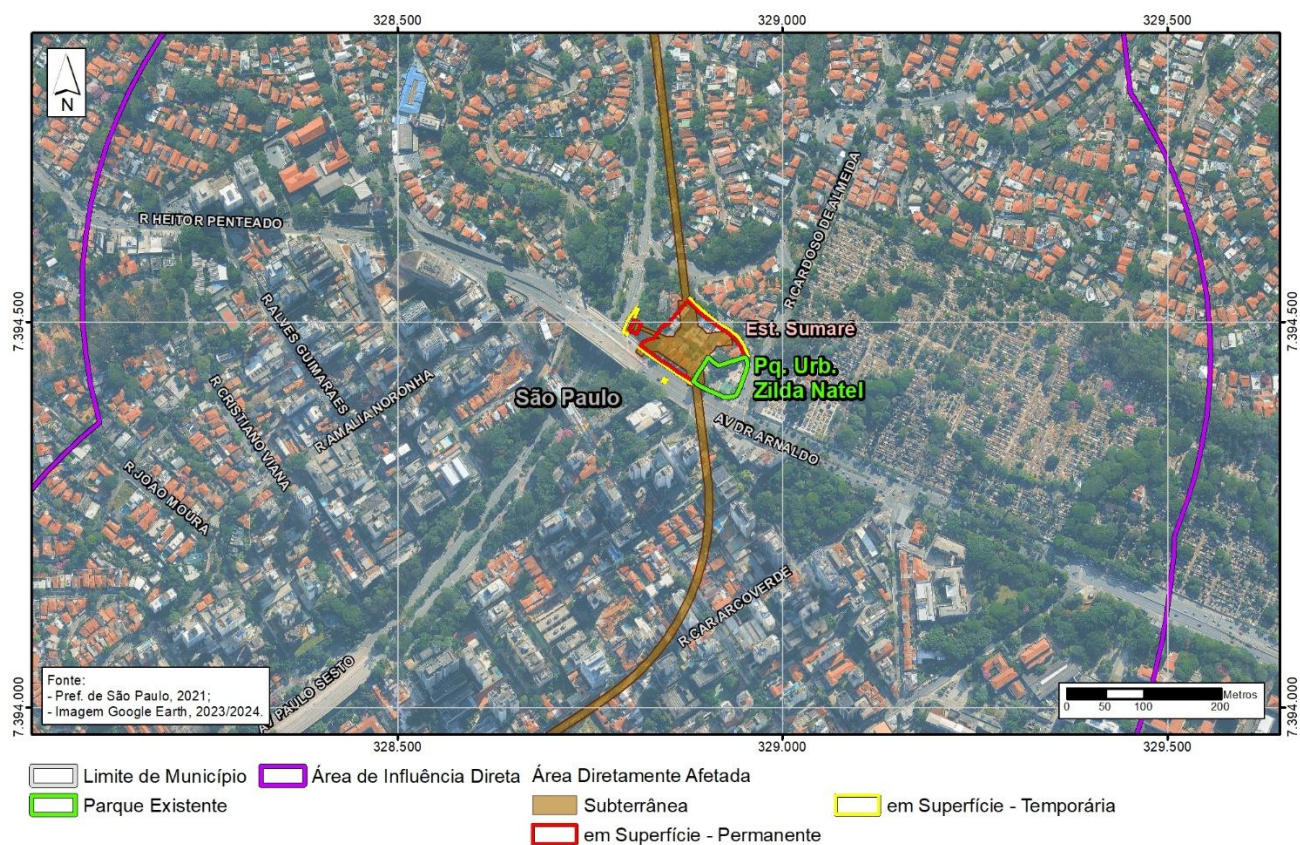 328.500
329.000
329.500
N
R HEITOR PENTEADO
R CARDOSO DE ALMEIDA
7.394.500
7.394.500
R ALVES GUIMARAES
Est. Sumaré
Pq. Urb.
Zilda Natel
R CRISTIANO VIANA
R AMALIA NORONHA
São Paulo
AV DR ARNALDO
R JOAO MOURA
R CAR ARCOVERDE
AV PAULO SESTO
Fonte:
- Pref. de São Paulo, 2021;
- Imagem Google Earth, 2023/2024.
Metros
0 50 100 200
7.394.000
7.394.000
328.500
329.000
329.500
Limite de Município
Área de Influência Direta
Área Diretamente Afetada
Parque Existente
Subterrânea
em Superfície - Temporária
em Superfície - Permanente